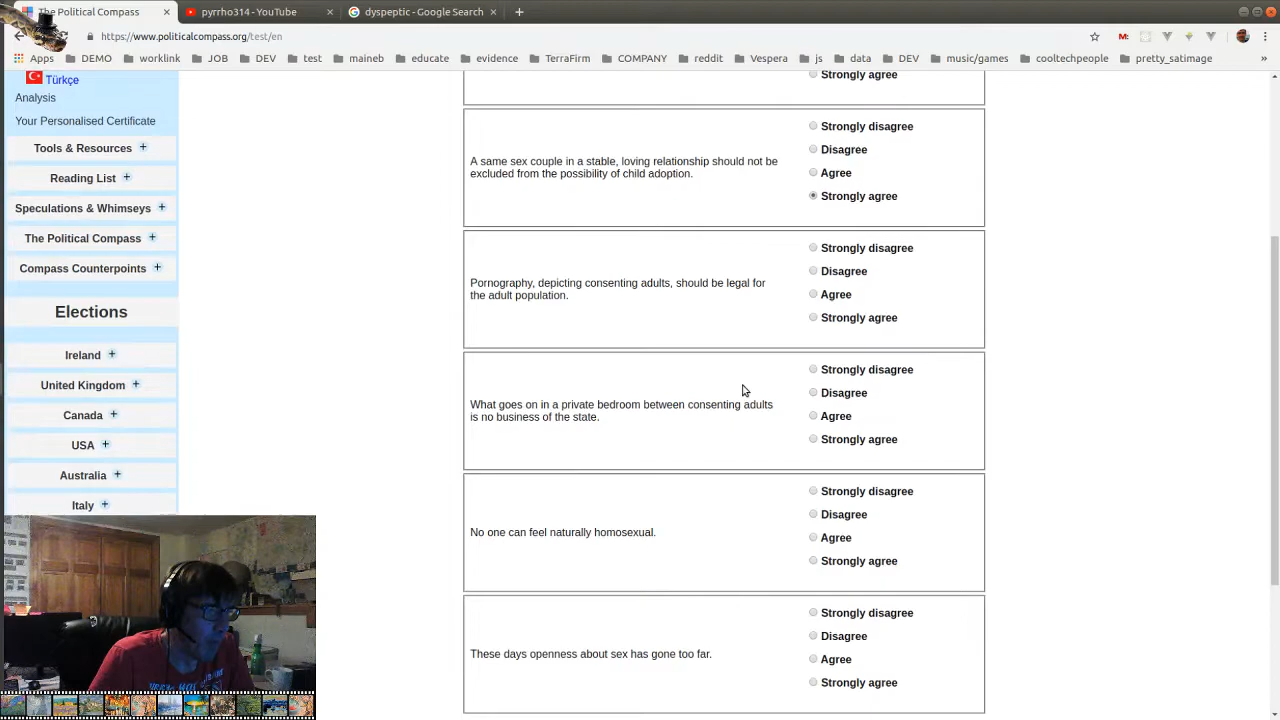 The Political Compass
pyrrho314 - YouTube
dyspeptic - Google Search
https://www.politicalcompass.org/test/en
Apps
DEMO
worklink
JOB
DEV
test
maineb
educate
evidence
TerraFirm
COMPANY
reddit
Vespera
js
data
DEV
music/games
cooltechpeople
pretty_satimage
»
Türkçe
Analysis
Your Personalised Certificate
Tools & Resources +
Reading List +
Speculations & Whimseys +
The Political Compass +
Compass Counterpoints +
Elections
Ireland +
United Kingdom +
Canada +
USA +
Australia +
Italy +
Strongly agree
A same sex couple in a stable, loving relationship should not be
excluded from the possibility of child adoption.
Strongly disagree
Disagree
Agree
Strongly agree
Pornography, depicting consenting adults, should be legal for
the adult population.
Strongly disagree
Disagree
Agree
Strongly agree
What goes on in a private bedroom between consenting adults
is no business of the state.
Strongly disagree
Disagree
Agree
Strongly agree
No one can feel naturally homosexual.
Strongly disagree
Disagree
Agree
Strongly agree
These days openness about sex has gone too far.
Strongly disagree
Disagree
Agree
Strongly agree